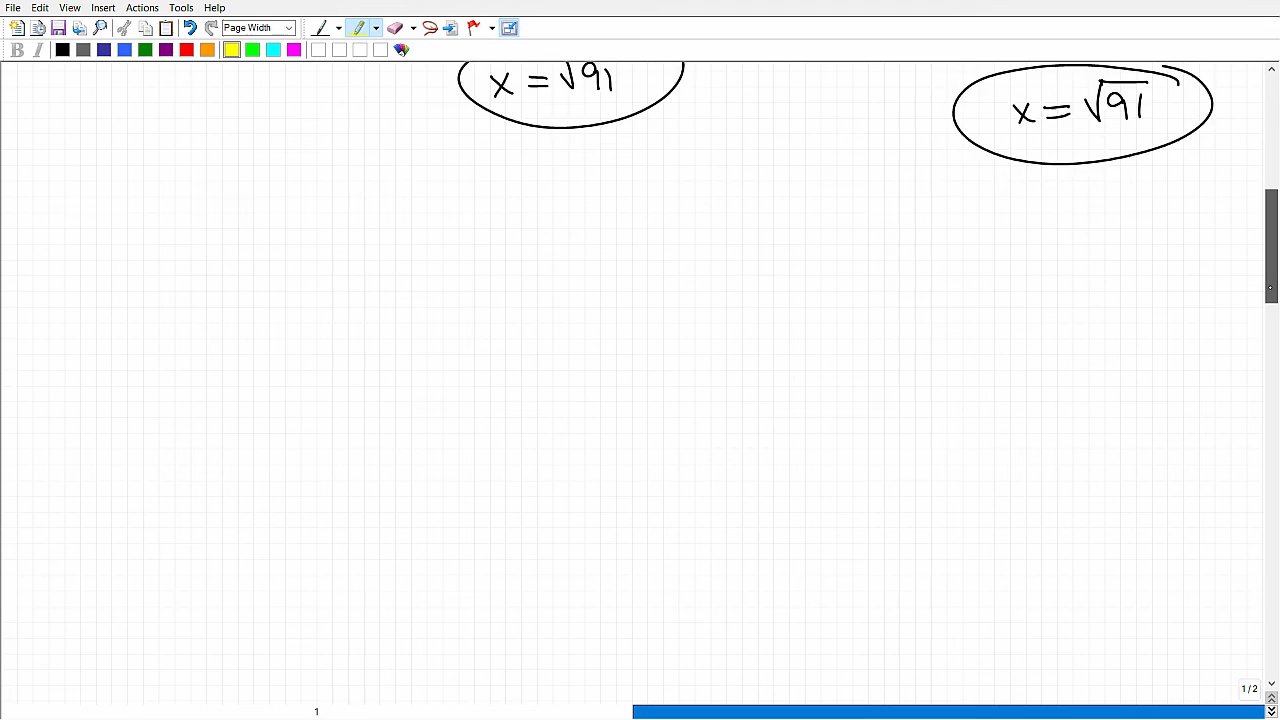 File Edit View Insert Actions Tools Help
Page Width
B I
x = √91
x = √91
1/2
1